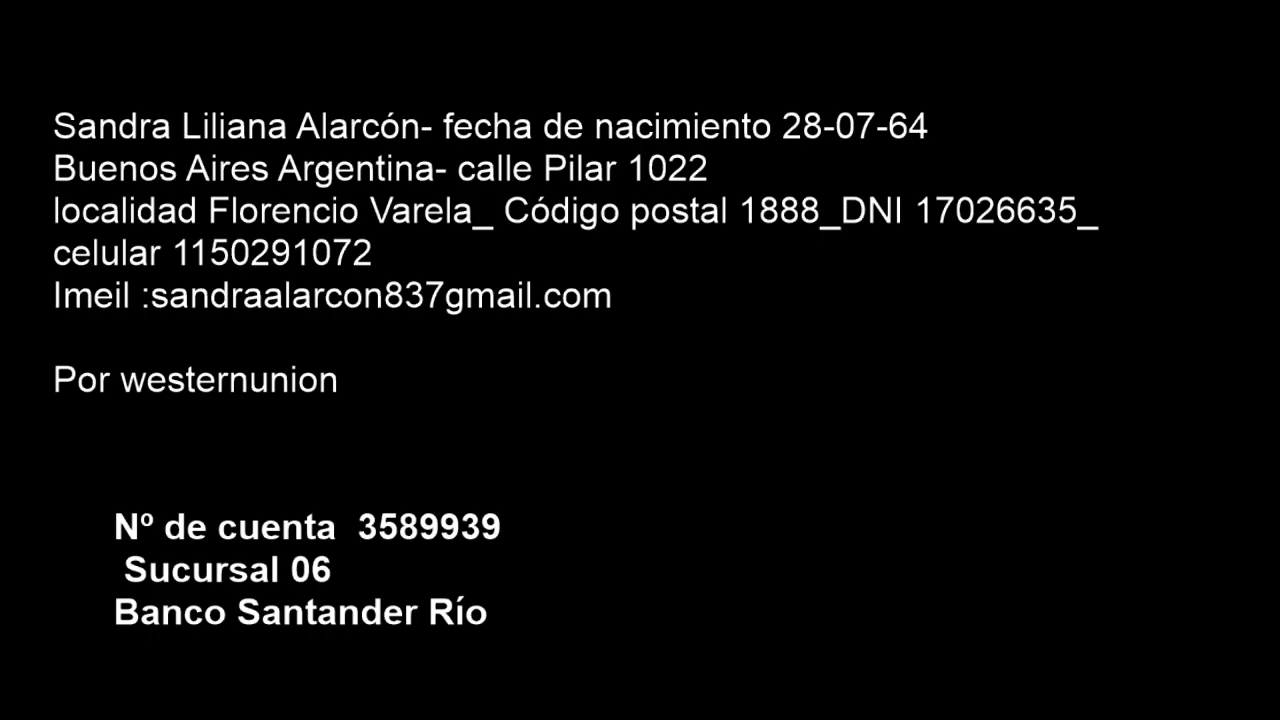 Sandra Liliana Alarcón- fecha de nacimiento 28-07-64
Buenos Aires Argentina- calle Pilar 1022
localidad Florencio Varela_ Código postal 1888_DNI 17026635_
celular 1150291072
Imeil :sandraalarcon837gmail.com
Por westernunion
Nº de cuenta 3589939
Sucursal 06
Banco Santander Río